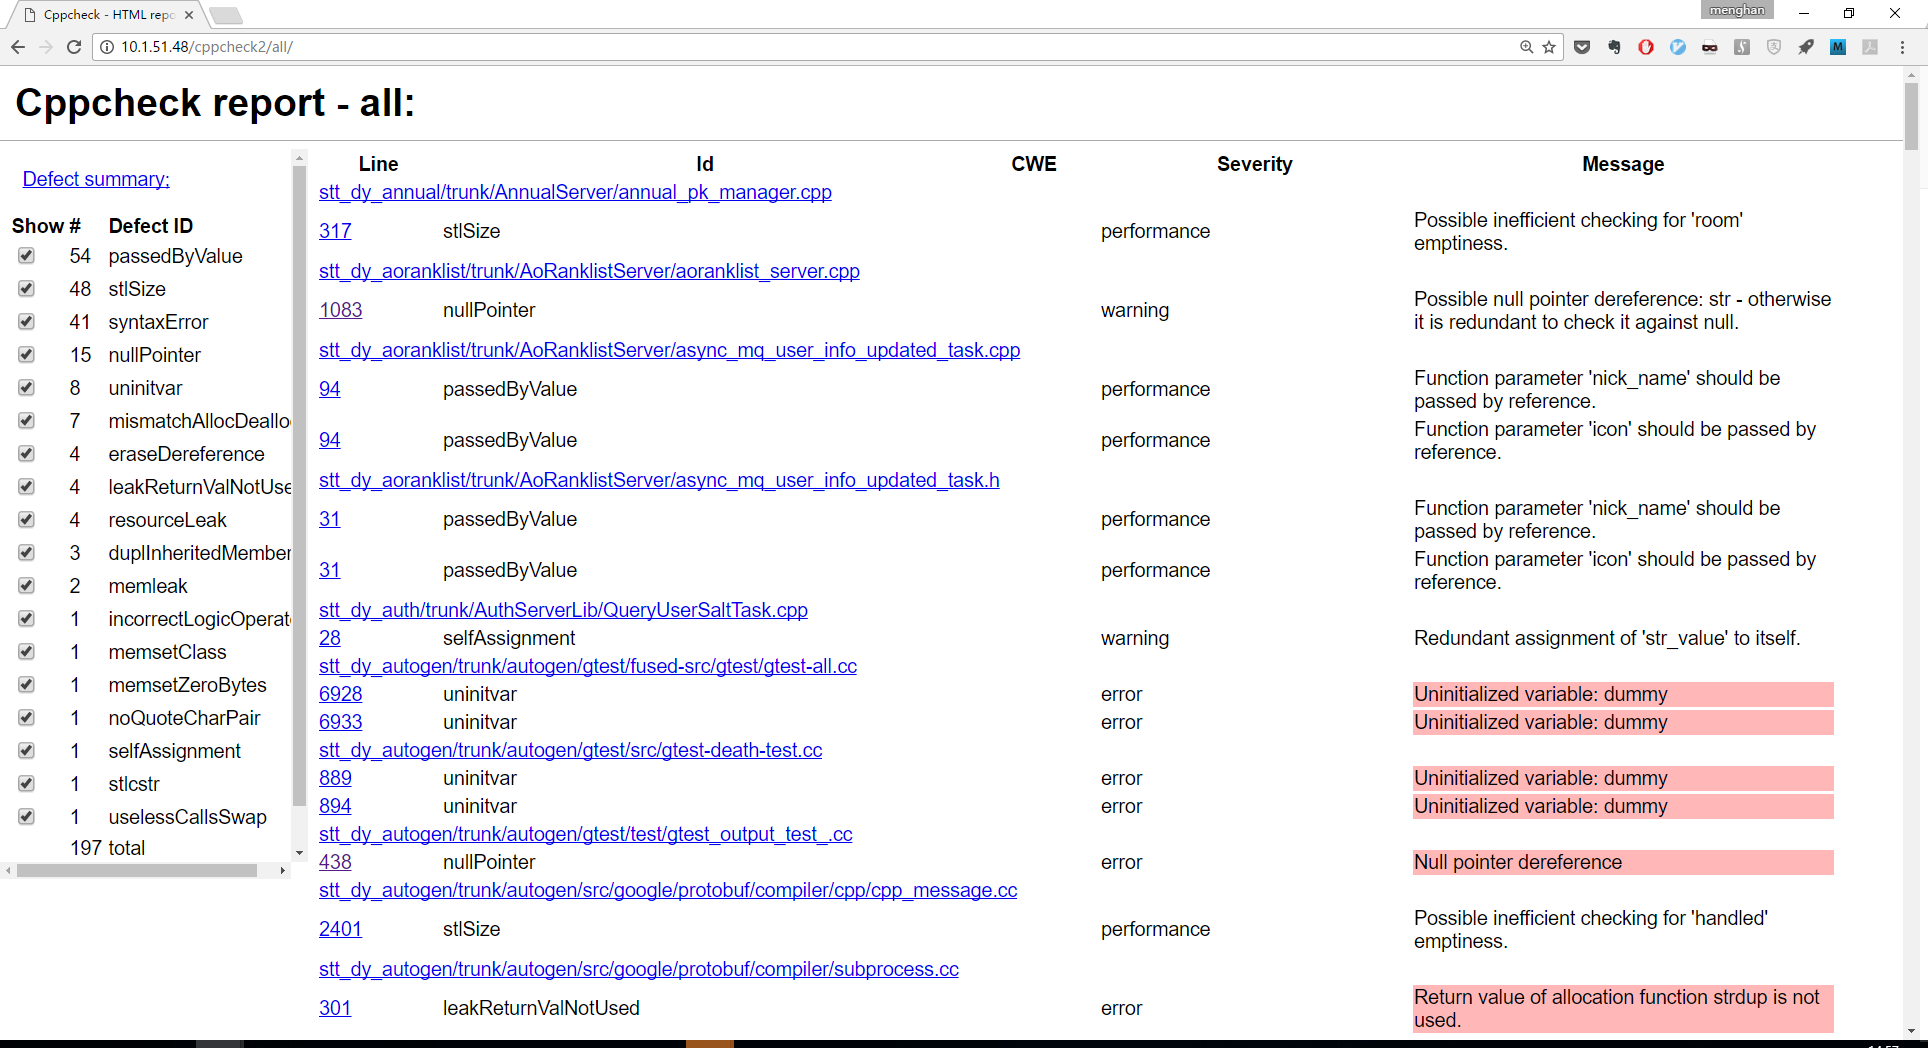 Cppcheck - HTML repo
menghan
10.1.51.48/cppcheck2/all/
Cppcheck report - all:
Defect summary;
Show # Defect ID
54 passedByValue
48 stlSize
41 syntaxError
15 nullPointer
8 uninitvar
7 mismatchAllocDeallo
4 eraseDereference
4 leakReturnValNotUse
4 resourceLeak
3 duplInheritedMember
2 memleak
1 incorrectLogicOperat
1 memsetClass
1 memsetZeroBytes
1 noQuoteCharPair
1 selfAssignment
1 stlcstr
1 uselessCallsSwap
197 total
Line Id CWE Severity Message
stt_dy_annual/trunk/AnnualServer/annual_pk_manager.cpp
317 stlSize performance Possible inefficient checking for 'room'
emptiness.
stt_dy_aoranklist/trunk/AoRanklistServer/aoranklist_server.cpp
1083 nullPointer warning Possible null pointer dereference: str - otherwise
it is redundant to check it against null.
stt_dy_aoranklist/trunk/AoRanklistServer/async_mq_user_info_updated_task.cpp
94 passedByValue performance Function parameter 'nick_name' should be
passed by reference.
94 passedByValue performance Function parameter 'icon' should be passed by
reference.
stt_dy_aoranklist/trunk/AoRanklistServer/async_mq_user_info_updated_task.h
31 passedByValue performance Function parameter 'nick_name' should be
passed by reference.
31 passedByValue performance Function parameter 'icon' should be passed by
reference.
stt_dy_auth/trunk/AuthServerLib/QueryUserSaltTask.cpp
28 selfAssignment warning Redundant assignment of 'str_value' to itself.
stt_dy_autogen/trunk/autogen/gtest/fused-src/gtest/gtest-all.cc
6928 uninitvar error Uninitialized variable: dummy
6933 uninitvar error Uninitialized variable: dummy
stt_dy_autogen/trunk/autogen/gtest/src/gtest-death-test.cc
889 uninitvar error Uninitialized variable: dummy
894 uninitvar error Uninitialized variable: dummy
stt_dy_autogen/trunk/autogen/gtest/test/gtest_output_test_.cc
438 nullPointer error Null pointer dereference
stt_dy_autogen/trunk/autogen/src/google/protobuf/compiler/cpp/cpp_message.cc
2401 stlSize performance Possible inefficient checking for 'handled'
emptiness.
stt_dy_autogen/trunk/autogen/src/google/protobuf/compiler/subprocess.cc
301 leakReturnValNotUsed error Return value of allocation function strdup is not
used.